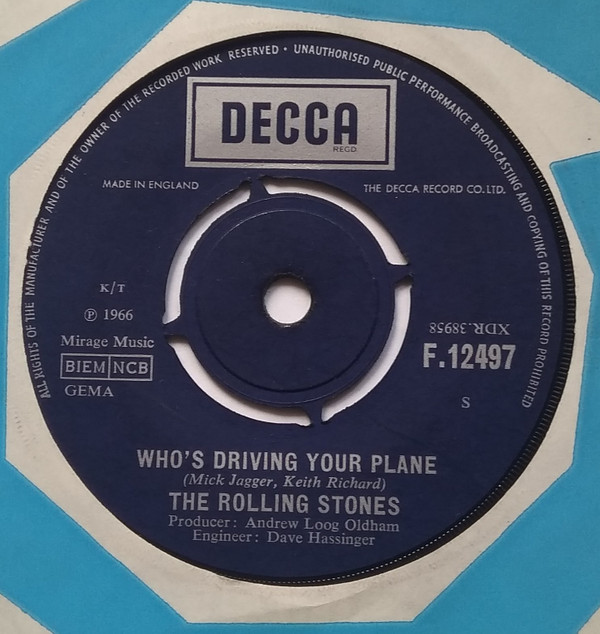 ALL RIGHTS OF THE MANUFACTURER AND OF THE OWNER OF THE RECORDED WORK RESERVED • UNAUTHORISED PUBLIC PERFORMANCE BROADCASTING AND COPYING OF THIS RECORD PROHIBITED
DECCA
REGD
MADE IN ENGLAND
THE DECCA RECORD CO. LTD.
K/T
℗ 1966
Mirage Music
BIEM NCB
GEMA
XDR.38958
F.12497
S
WHO'S DRIVING YOUR PLANE
(Mick Jagger, Keith Richard)
THE ROLLING STONES
Producer: Andrew Loog Oldham
Engineer: Dave Hassinger